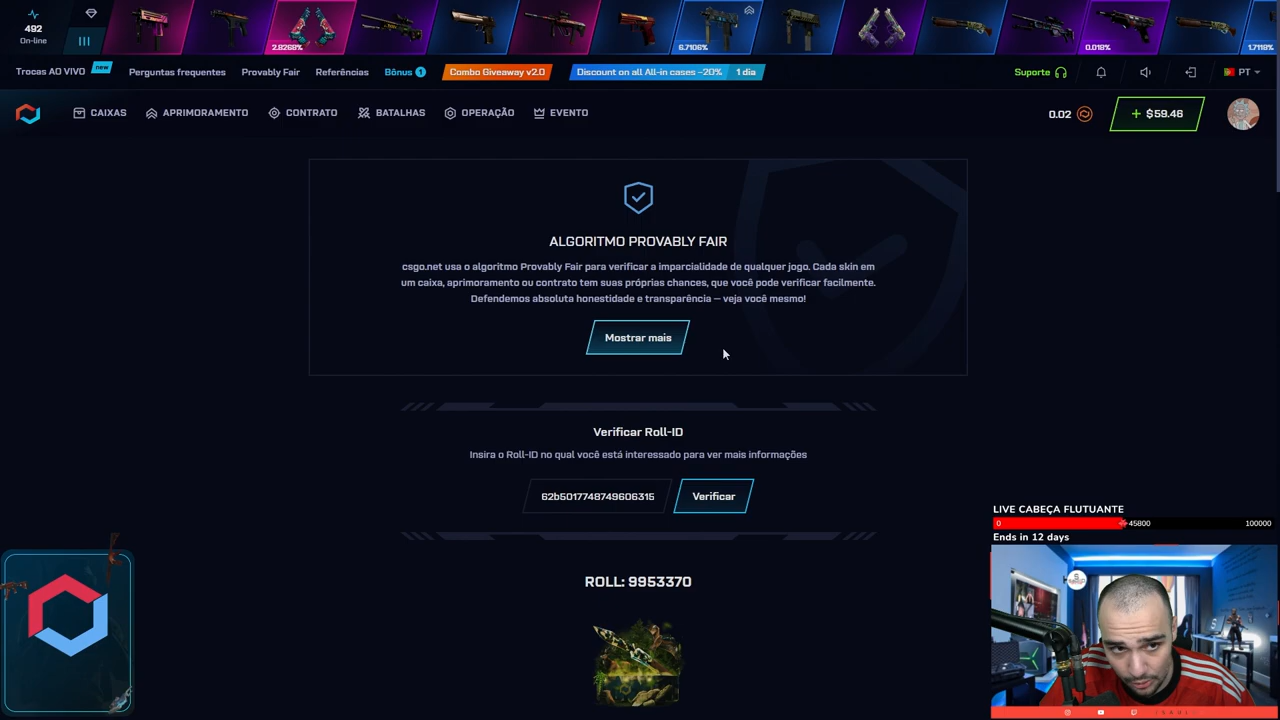 492
On-line
2.8268%
6.7106%
0.018%
1.7118%
Trocas AO VIVO
new
Perguntas frequentes
Provably Fair
Referências
Bônus 1
Combo Giveaway v2.0
Discount on all All-in cases −20%
1 dia
Suporte
PT
CAIXAS
APRIMORAMENTO
CONTRATO
BATALHAS
OPERAÇÃO
EVENTO
0.02
+ $59.46
ALGORITMO PROVABLY FAIR
csgo.net usa o algoritmo Provably Fair para verificar a imparcialidade de qualquer jogo. Cada skin em
um caixa, aprimoramento ou contrato tem suas próprias chances, que você pode verificar facilmente.
Defendemos absoluta honestidade e transparência — veja você mesmo!
Mostrar mais
Verificar Roll-ID
Insira o Roll-ID no qual você está interessado para ver mais informações
62b5017748749606315
Verificar
ROLL: 9953370
LIVE CABEÇA FLUTUANTE
0
45800
100000
Ends in 12 days